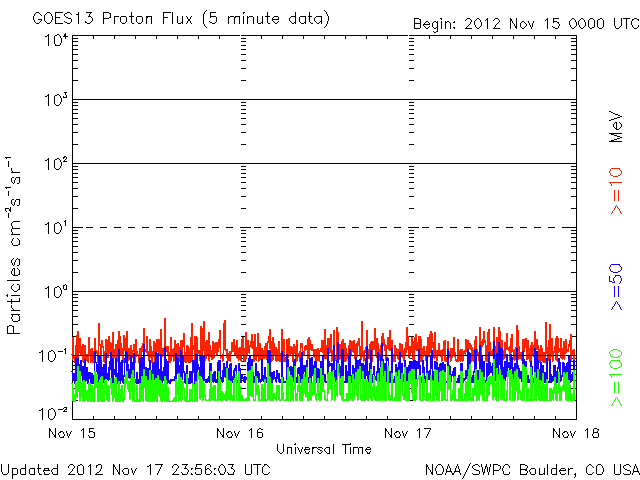 GOES13 Proton Flux (5 minute data)
Begin: 2012 Nov 15 0000 UTC
Particles cm⁻²s⁻¹sr⁻¹
10⁴
10³
10²
10¹
10⁰
10⁻¹
10⁻²
Nov 15
Nov 16
Nov 17
Nov 18
Universal Time
MeV
>=10
>=50
>=100
Updated 2012 Nov 17 23:56:03 UTC
NOAA/SWPC Boulder, CO USA